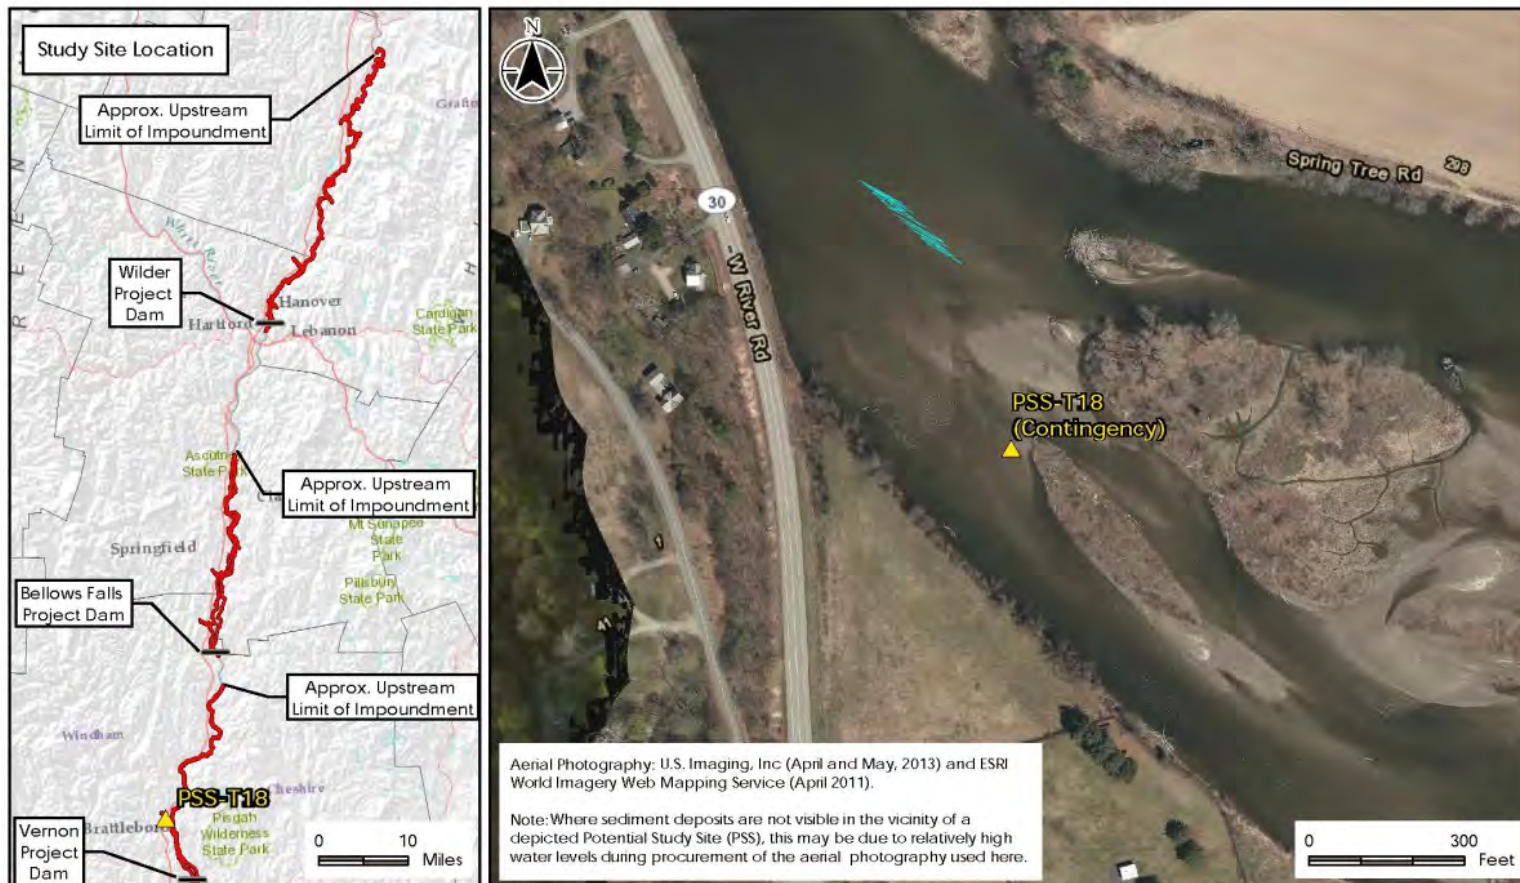 Study Site Location
Approx. Upstream
Limit of Impoundment
White River
Wilder
Project
Dam
Hanover
Hartford
Lebanon
Cardigan
State Park
State Park
Approx. Upstream
Limit of Impoundment
Mt Sunapee
State
Park
Springfield
Pillsbury
State Park
Bellows Falls
Project Dam
Approx. Upstream
Limit of Impoundment
Windham
Cheshire
PSS-T18
Brattleboro
Pisgah
Wilderness
State Park
Vernon
Project
Dam
0 10
Miles
N
30
W River Rd
Spring Tree Rd
298
PSS-T18
(Contingency)
1
41
Aerial Photography: U.S. Imaging, Inc (April and May, 2013) and ESRI
World Imagery Web Mapping Service (April 2011).
Note: Where sediment deposits are not visible in the vicinity of a
depicted Potential Study Site (PSS), this may be due to relatively high
water levels during procurement of the aerial photography used here.
0 300
Feet